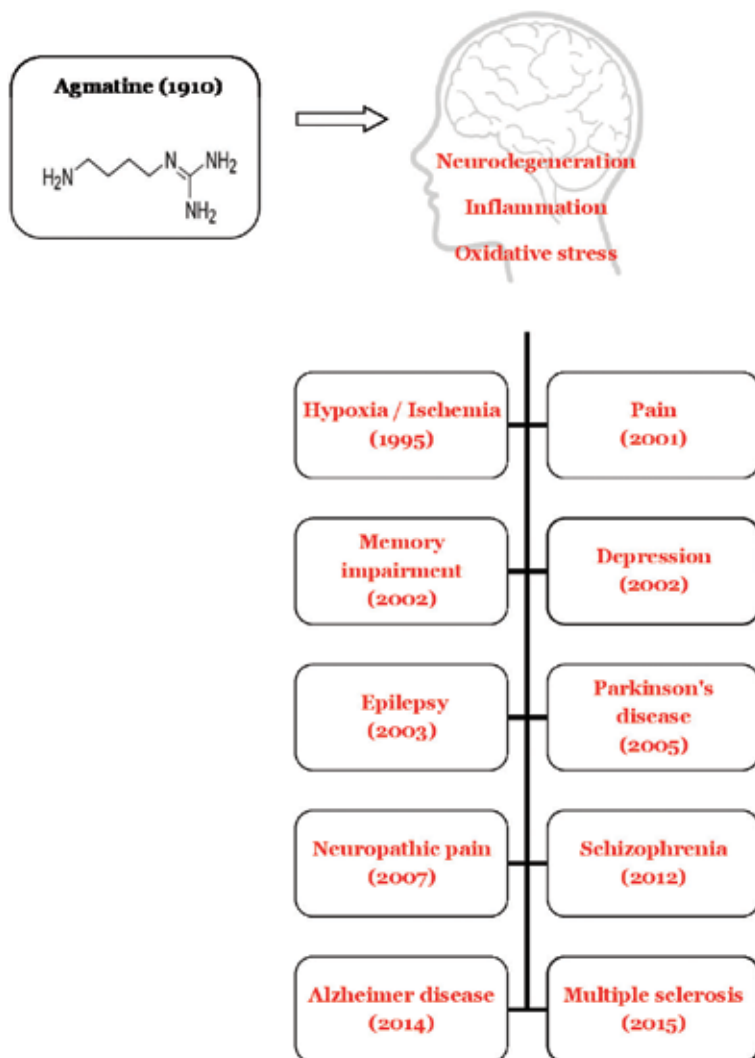 Agmatine (1910)
H₂N
N
NH₂
NH₂
Neurodegeneration
Inflammation
Oxidative stress
Hypoxia / Ischemia
(1995)
Pain
(2001)
Memory
impairment
(2002)
Depression
(2002)
Epilepsy
(2003)
Parkinson's
disease
(2005)
Neuropathic pain
(2007)
Schizophrenia
(2012)
Alzheimer disease
(2014)
Multiple sclerosis
(2015)